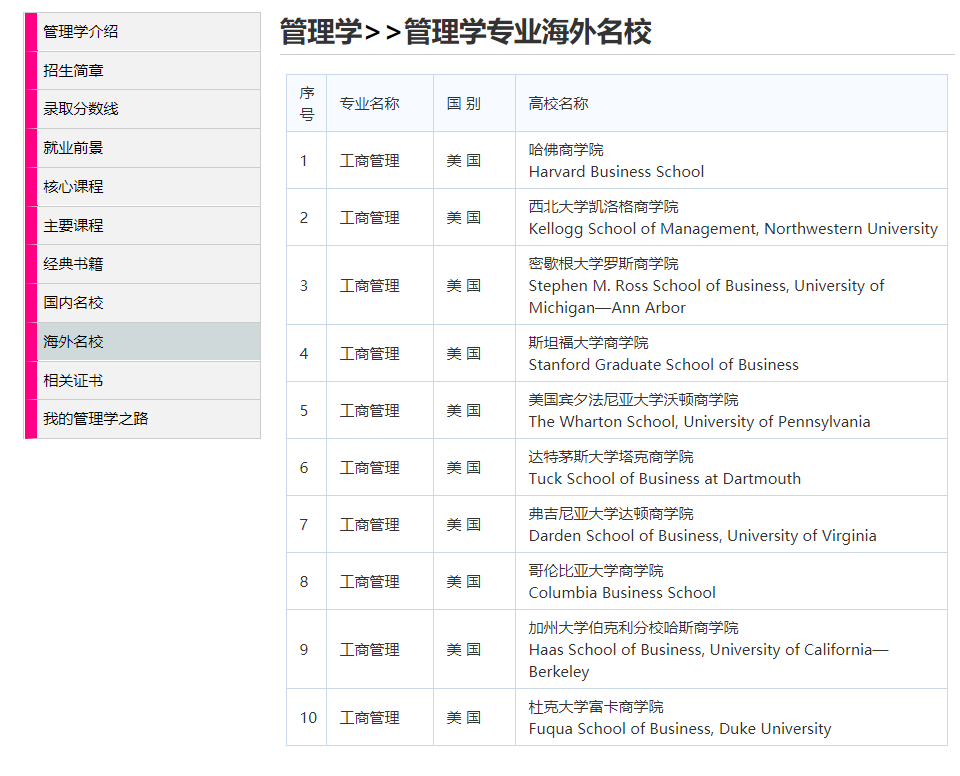 管理学介绍
招生简章
录取分数线
就业前景
核心课程
主要课程
经典书籍
国内名校
海外名校
相关证书
我的管理学之路
管理学>>管理学专业海外名校
序号 专业名称 国 别 高校名称
1 工商管理 美 国 哈佛商学院
Harvard Business School
2 工商管理 美 国 西北大学凯洛格商学院
Kellogg School of Management, Northwestern University
3 工商管理 美 国 密歇根大学罗斯商学院
Stephen M. Ross School of Business, University of
Michigan—Ann Arbor
4 工商管理 美 国 斯坦福大学商学院
Stanford Graduate School of Business
5 工商管理 美 国 美国宾夕法尼亚大学沃顿商学院
The Wharton School, University of Pennsylvania
6 工商管理 美 国 达特茅斯大学塔克商学院
Tuck School of Business at Dartmouth
7 工商管理 美 国 弗吉尼亚大学达顿商学院
Darden School of Business, University of Virginia
8 工商管理 美 国 哥伦比亚大学商学院
Columbia Business School
9 工商管理 美 国 加州大学伯克利分校哈斯商学院
Haas School of Business, University of California—
Berkeley
10 工商管理 美 国 杜克大学富卡商学院
Fuqua School of Business, Duke University